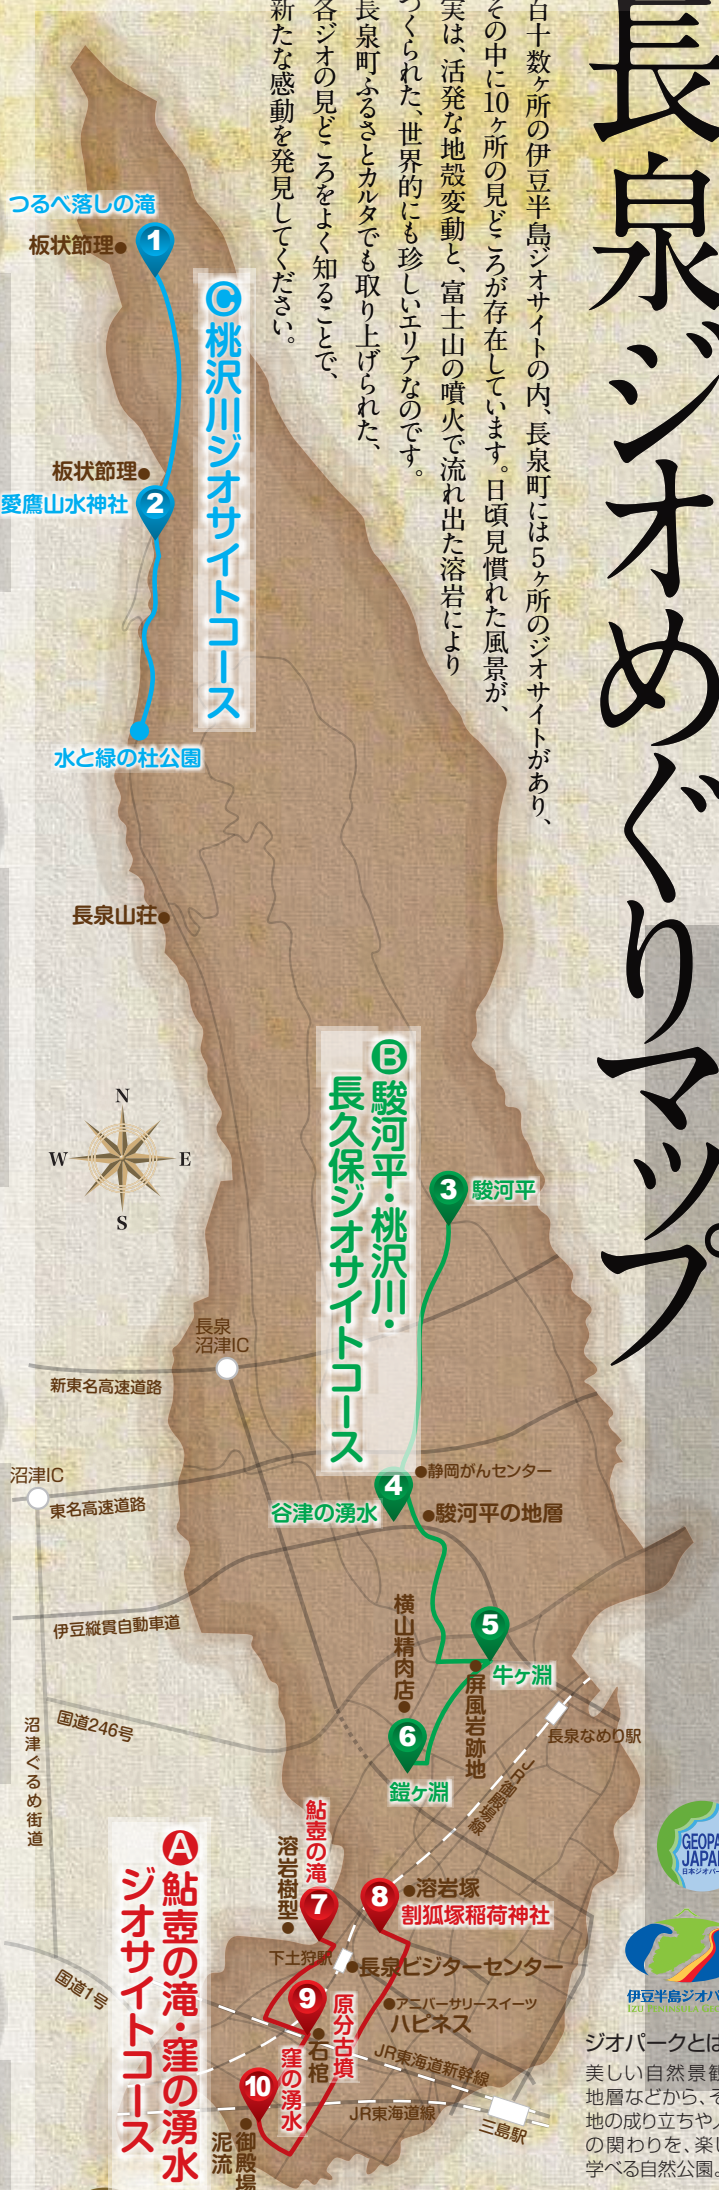 長泉ジオめぐりマップ
百十数ヶ所の伊豆半島ジオサイトの内、長泉町には5ヶ所のジオサイトがあり、
その中に10ヶ所の見どころが存在しています。日頃見慣れた風景が、
実は、活発な地殻変動と、富士山の噴火で流れ出た溶岩により
つくられた、世界的にも珍しいエリアなのです。
長泉町ふるさとカルタでも取り上げられた、
各ジオの見どころをよく知ることで、
新たな感動を発見してください。
つるべ落しの滝
1
板状節理
C桃沢川ジオサイトコース
板状節理
2
愛鷹山水神社
水と緑の杜公園
長泉山荘
N
W
E
S
B駿河平・桃沢川・
長久保ジオサイトコース
3
駿河平
長泉
沼津IC
新東名高速道路
沼津IC
東名高速道路
静岡がんセンター
4
谷津の湧水
駿河平の地層
伊豆縦貫自動車道
横山精肉店
5
牛ヶ淵
屏風岩跡地
6
鎧ヶ淵
長泉なめり駅
JR御殿場線
国道246号
沼津ぐるめ街道
A鮎壺の滝・窪の湧水
ジオサイトコース
鮎壺の滝
溶岩樹型
7
8
溶岩塚
割狐塚稲荷神社
下土狩駅
長泉ビジターセンター
9
原分古墳
石棺
アニバーサリースイーツ
ハピネス
国道1号
10
窪の湧水
JR東海道新幹線
JR東海道線
三島駅
御殿場
泥流
GEOPA
JAPA
日本ジオパー
伊豆半島ジオパ
ジオパークとは
美しい自然景観
地層などから、そ
地の成り立ちや人
の関わりを、楽し
学べる自然公園。